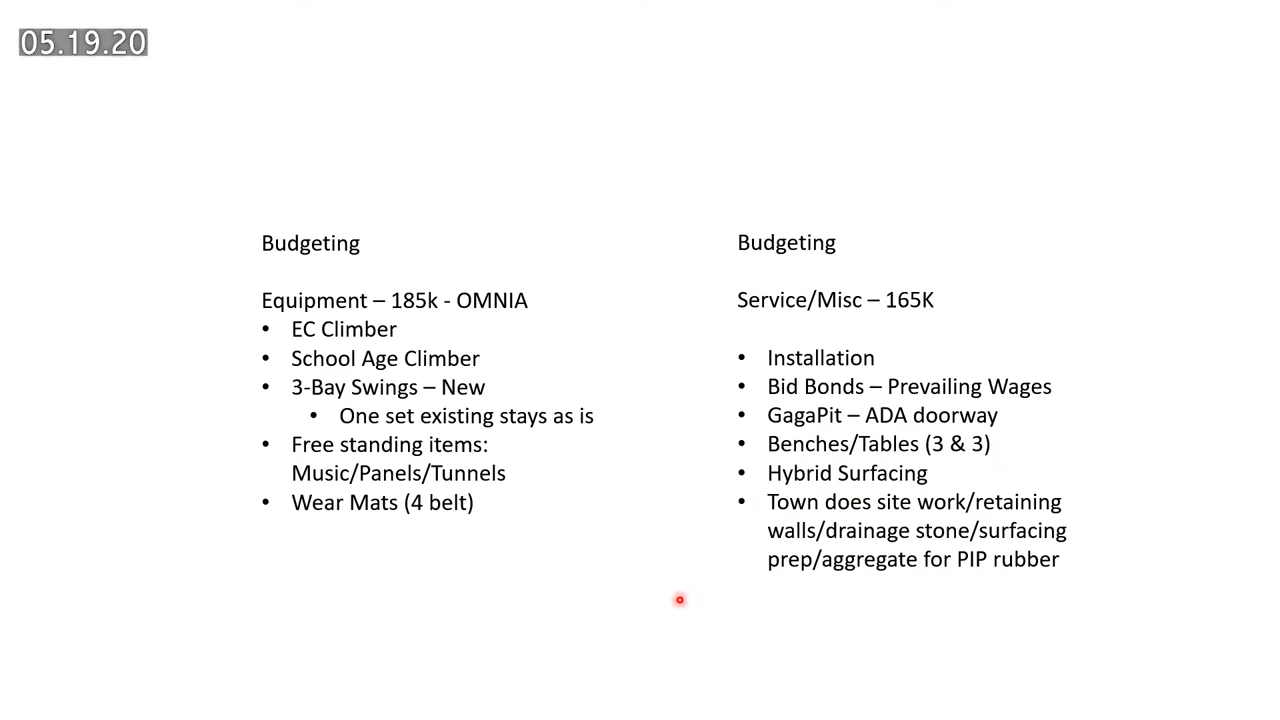 05.19.20
Budgeting
Equipment – 185k - OMNIA
• EC Climber
• School Age Climber
• 3-Bay Swings – New
• One set existing stays as is
• Free standing items:
Music/Panels/Tunnels
• Wear Mats (4 belt)
Budgeting
Service/Misc – 165K
• Installation
• Bid Bonds – Prevailing Wages
• GagaPit – ADA doorway
• Benches/Tables (3 & 3)
• Hybrid Surfacing
• Town does site work/retaining
walls/drainage stone/surfacing
prep/aggregate for PIP rubber